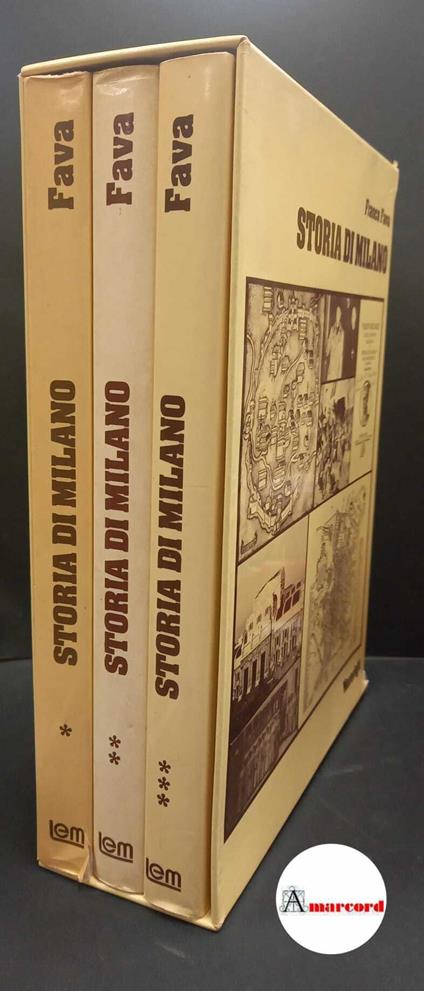 Fava
STORIA DI MILANO
*
Lem
Fava
STORIA DI MILANO
**
Lem
Fava
STORIA DI MILANO
***
Lem
Franco Fava
STORIA DI MILANO
Amarcord